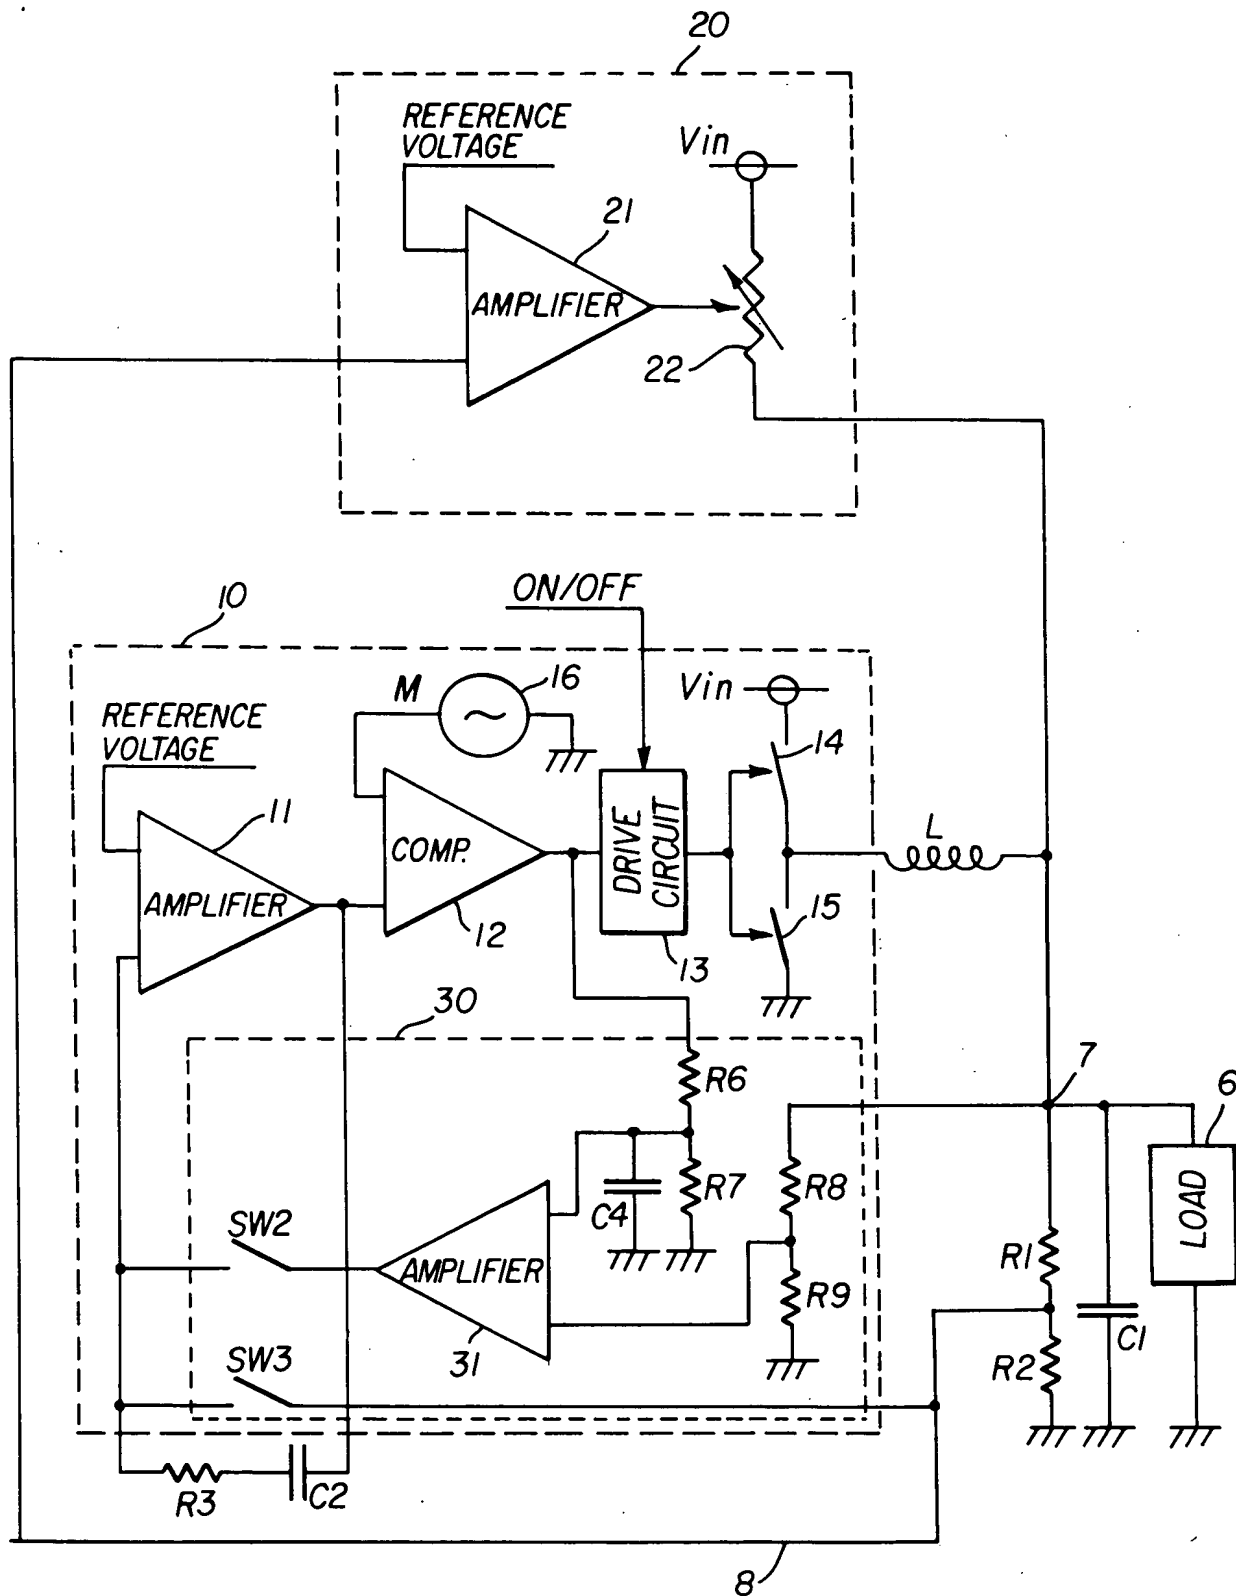 20
REFERENCE
VOLTAGE
Vin
21
AMPLIFIER
22
ON/OFF
10
M
16
Vin
REFERENCE
VOLTAGE
14
11
COMP.
DRIVE
CIRCUIT
L
AMPLIFIER
12
15
13
30
R6
7
6
R7
R8
C4
LOAD
SW2
AMPLIFIER
R1
R9
31
C1
SW3
R2
R3
C2
8